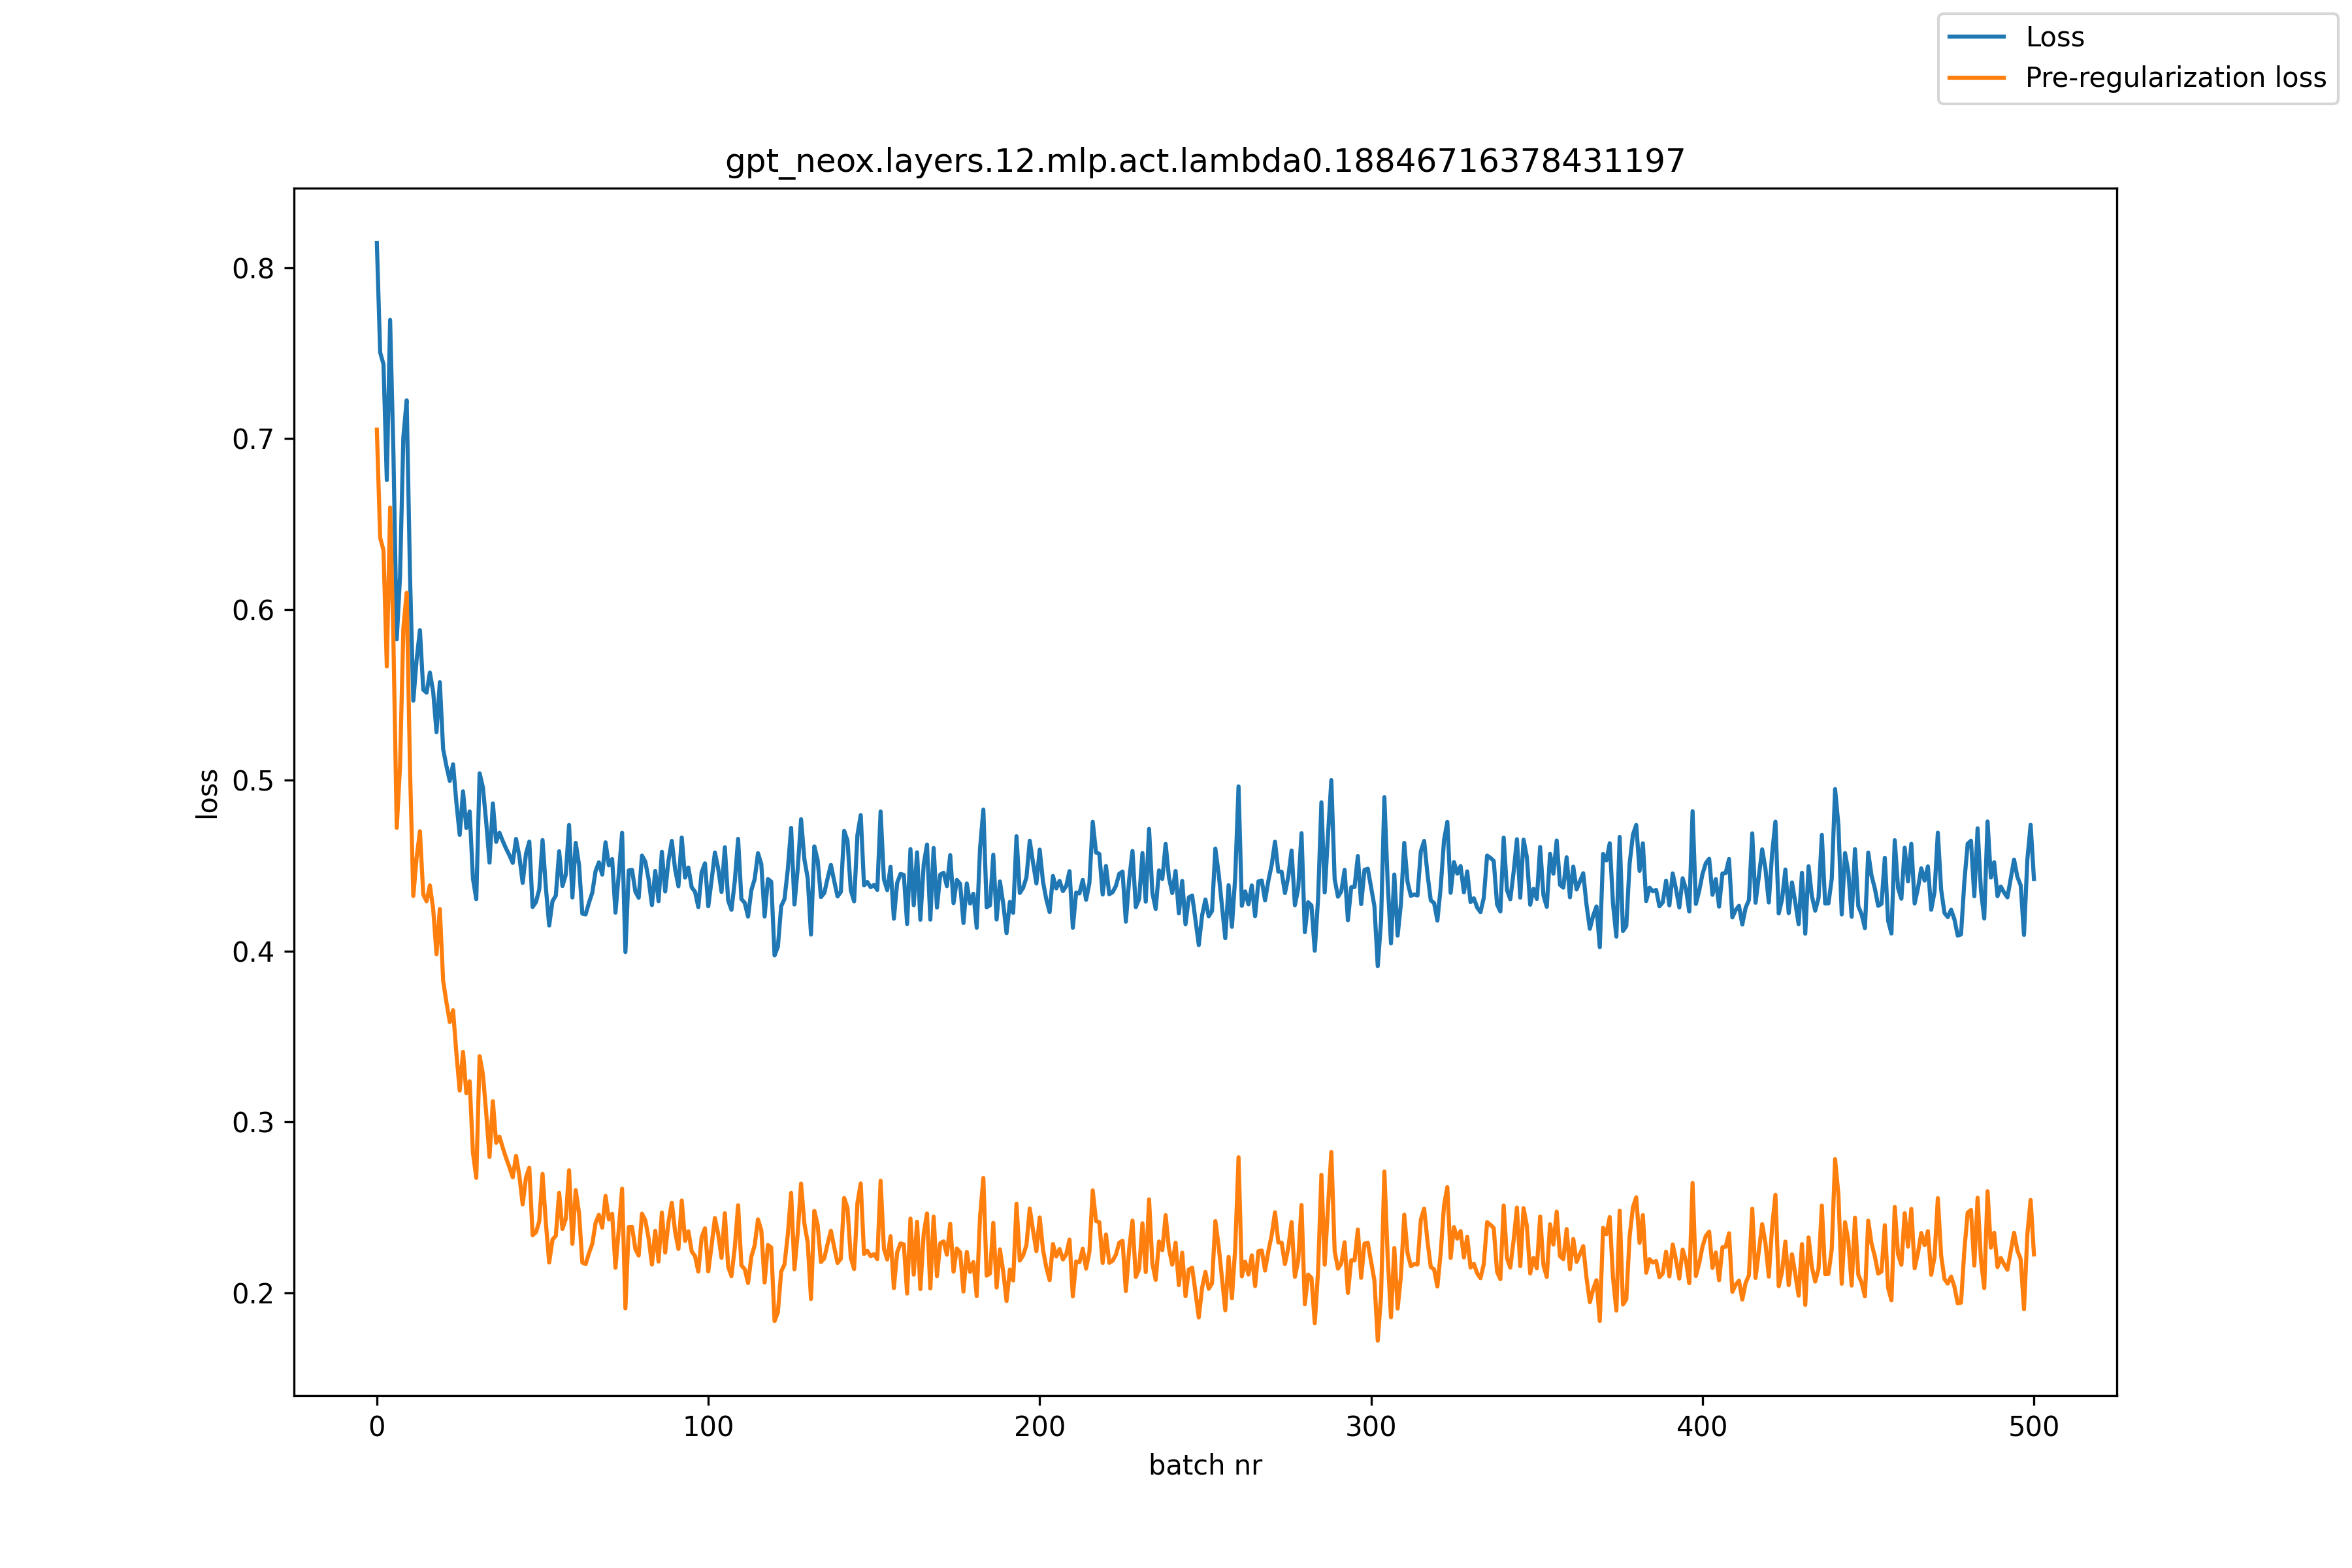 Loss
Pre-regularization loss
gpt_neox.layers.12.mlp.act.lambda0.18846716378431197
0.8
0.7
0.6
0.5
0.4
0.3
0.2
loss
0 100 200 300 400 500
batch nr